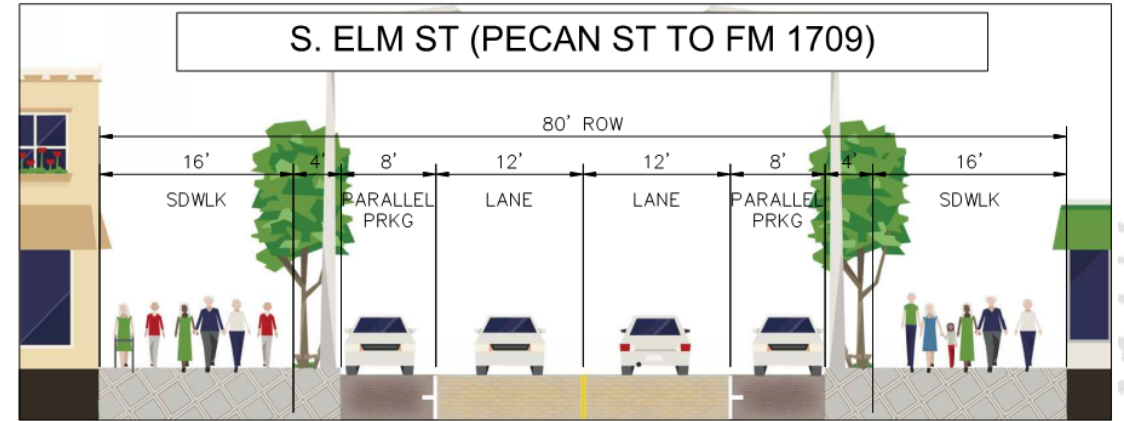 S. ELM ST (PECAN ST TO FM 1709)
80' ROW
16' 4' 8' 12' 12' 8' 4' 16'
SDWLK PARALLEL LANE LANE PARALLEL SDWLK
PRKG PRKG